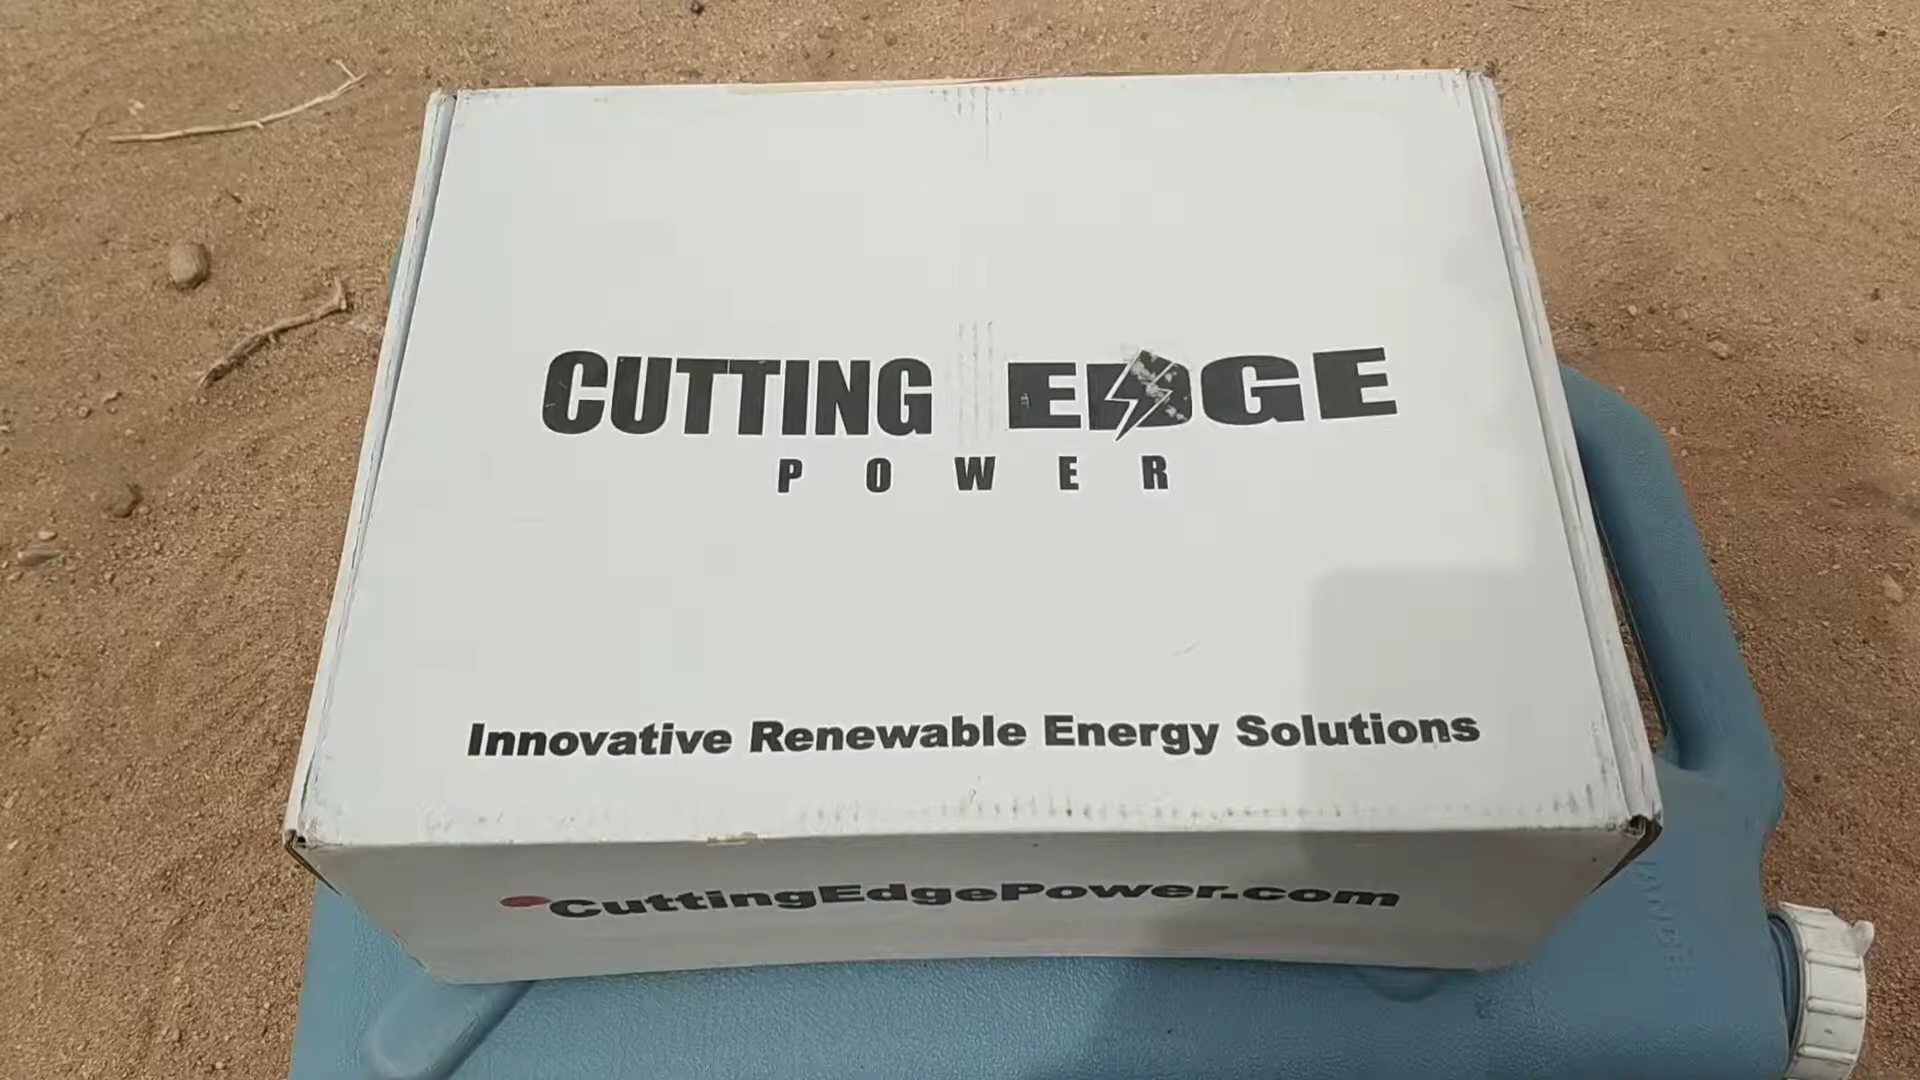 CUTTING EDGE
POWER
Innovative Renewable Energy Solutions
CuttingEdgePower.com